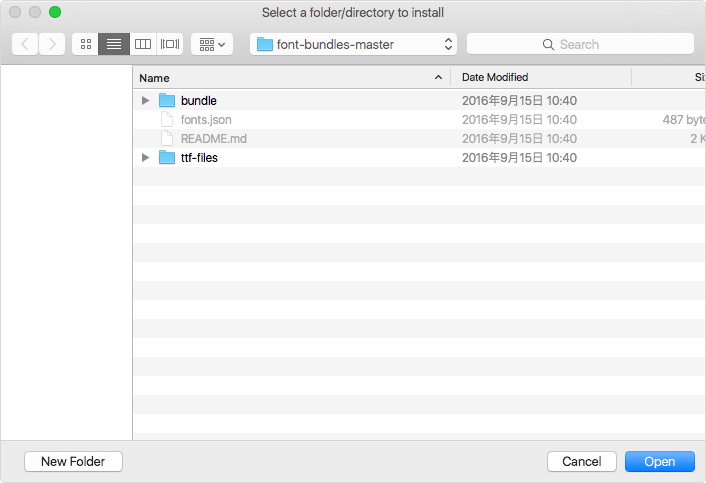 Select a folder/directory to install
font-bundles-master
Search
Name Date Modified Si
bundle 2016年9月15日 10:40
fonts.json 2016年9月15日 10:40 487 byte
README.md 2016年9月15日 10:40 2 K
ttf-files 2016年9月15日 10:40
New Folder Cancel Open